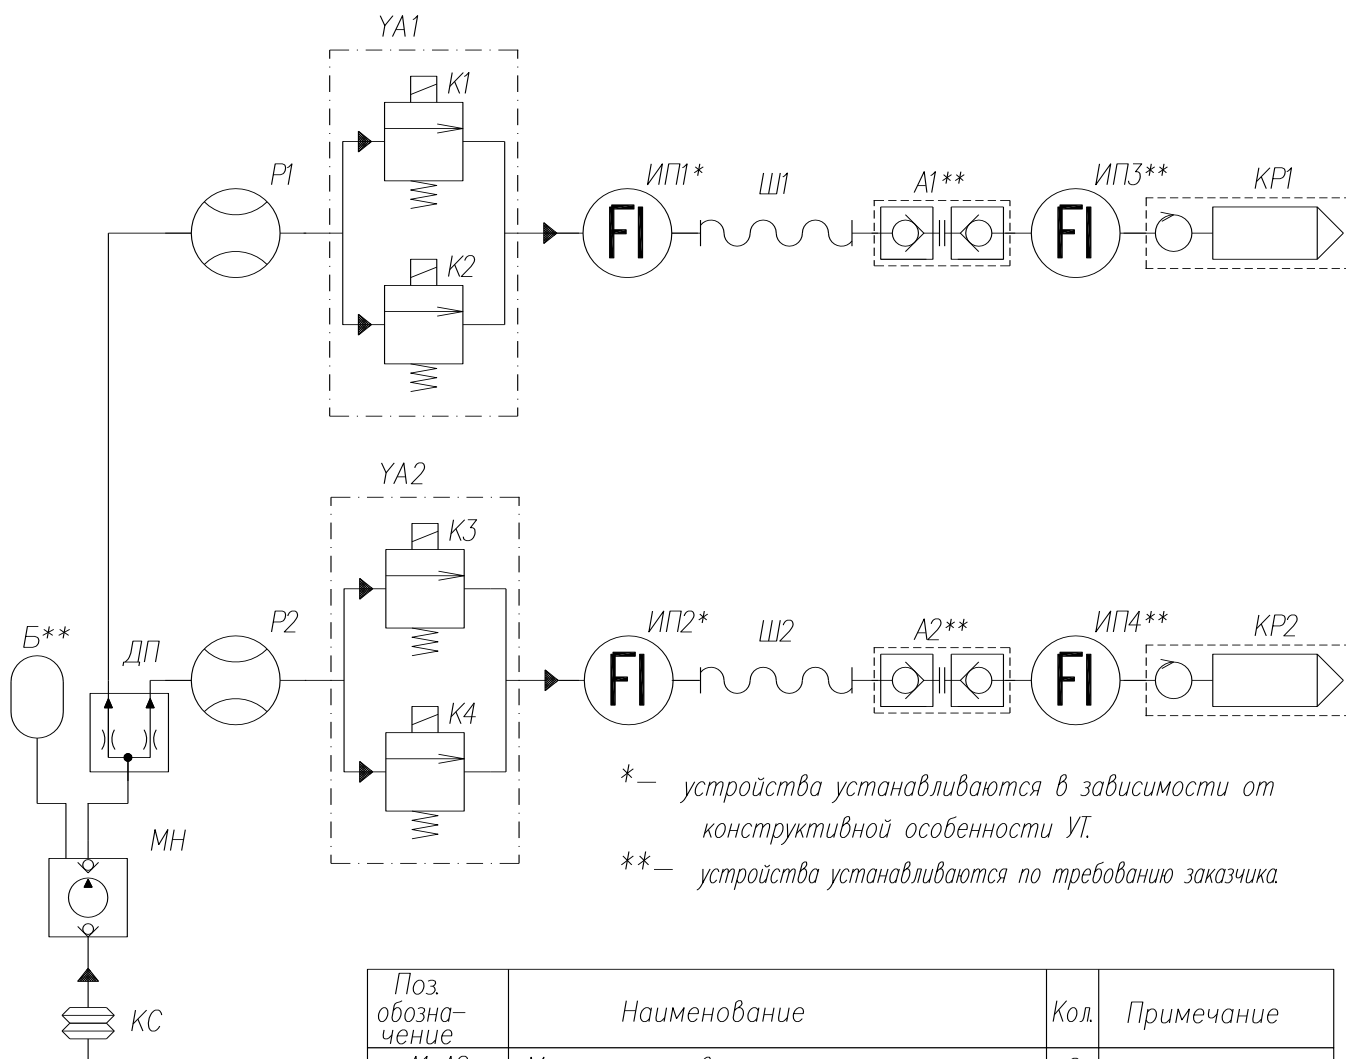 YA1
K1
P1
ИП1*
Ш1
A1**
ИП3**
KP1
FI
FI
K2
YA2
K3
P2
ИП2*
Ш2
A2**
ИП4**
KP2
Б**
ДП
FI
FI
K4
*— устройства устанавливаются в зависимости от
конструктивной особенности УТ.
**— устройства устанавливаются по требованию заказчика.
МН
КС
Поз.
обозна-
чение
Наименование
Кол.
Примечание